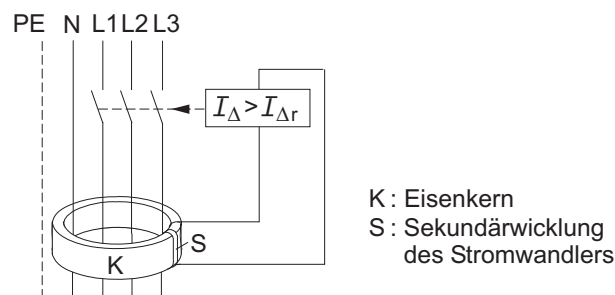 PE N L1 L2 L3
I_Δ > I_Δr
S
K
K : Eisenkern
S : Sekundärwicklung
des Stromwandlers